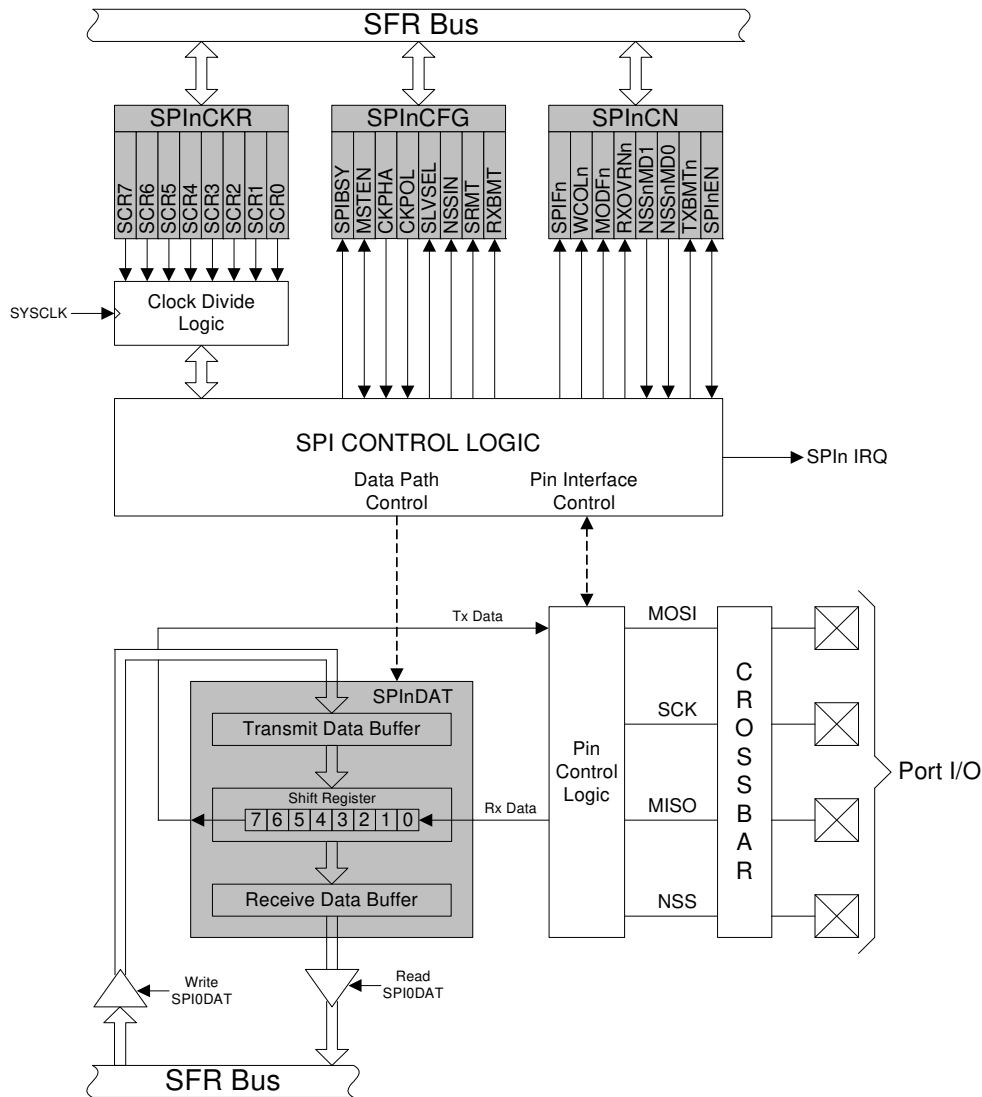 SFR Bus
SPInCKR
SCR7
SCR6
SCR5
SCR4
SCR3
SCR2
SCR1
SCR0
SPInCFG
SPIBSY
MSTEN
CKPHA
CKPOL
SLVSEL
NSSIN
SRMT
RXBMT
SPInCN
SPIFn
WCOLn
MODFn
RXOVRNn
NSSnMD1
NSSnMD0
TXBMTn
SPInEN
SYSCLK
Clock Divide
Logic
SPI CONTROL LOGIC
Data Path
Control
Pin Interface
Control
SPIn IRQ
Tx Data
SPInDAT
Transmit Data Buffer
Shift Register
7 6 5 4 3 2 1 0
Rx Data
Receive Data Buffer
Pin
Control
Logic
MOSI
SCK
MISO
NSS
CROSSBAR
Port I/O
Write
SPI0DAT
Read
SPI0DAT
SFR Bus